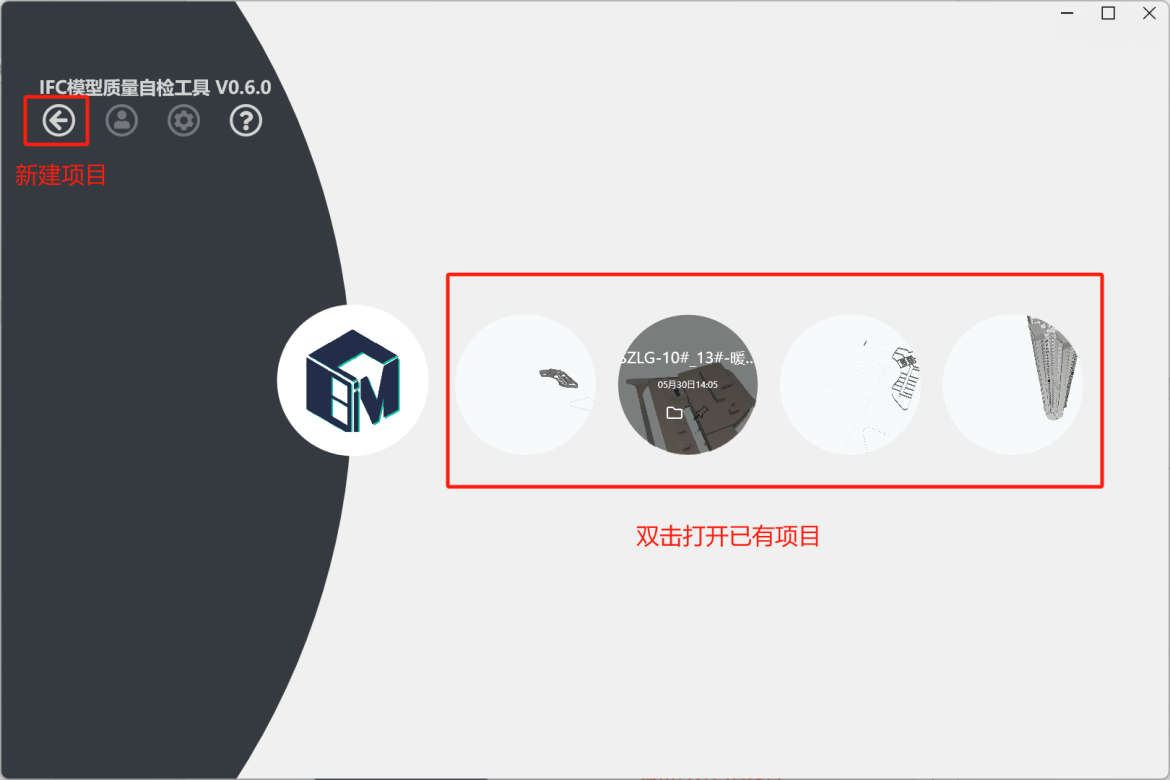 IFC模型质量自检工具 V0.6.0
新建项目
SZLG-10#_13#-暖...
05月30日14:05
双击打开已有项目